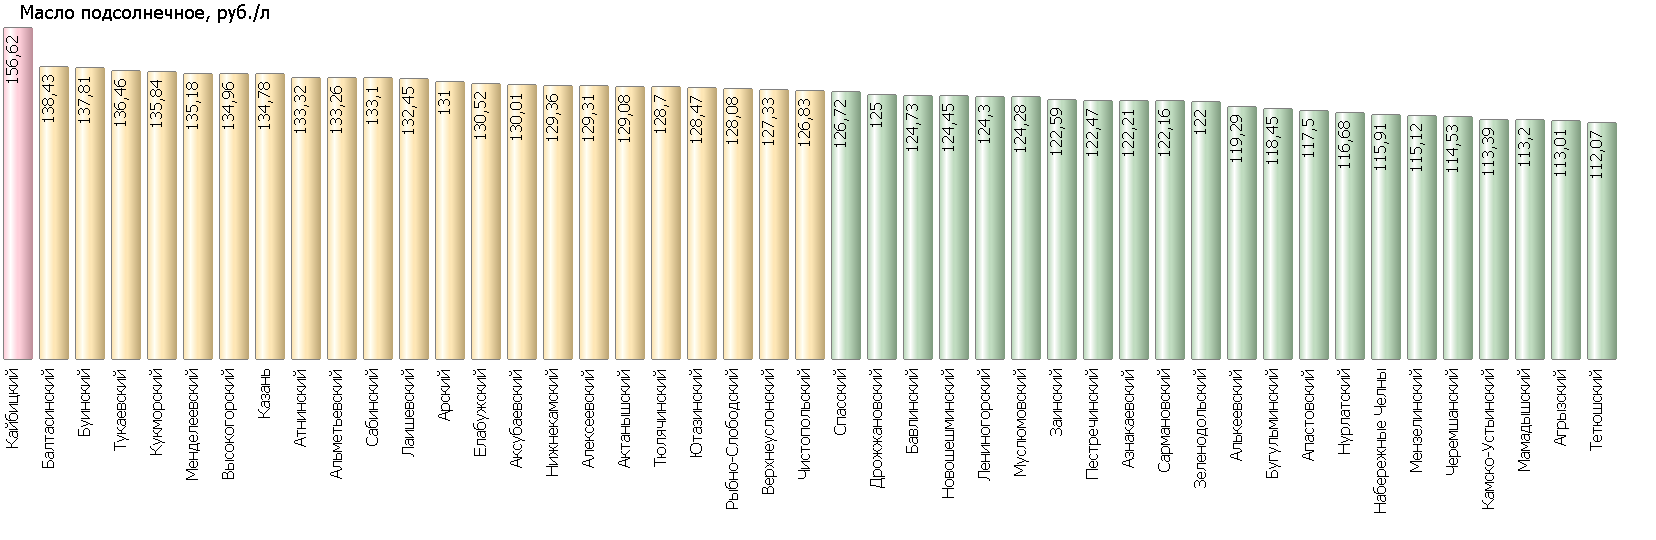 Масло подсолнечное, руб./л
156,62
138,43
137,81
136,46
135,84
135,18
134,96
134,78
133,32
133,26
133,1
132,45
131
130,52
130,01
129,36
129,31
129,08
128,7
128,47
128,08
127,33
126,83
126,72
125
124,73
124,45
124,3
124,28
122,59
122,47
122,21
122,16
122
119,29
118,45
117,5
116,68
115,91
115,12
114,53
113,39
113,2
113,01
112,07
Кайбицкий
Балтасинский
Буинский
Тукаевский
Кукморский
Менделеевский
Высокогорский
Казань
Атнинский
Альметьевский
Сабинский
Лаишевский
Арский
Елабужский
Аксубаевский
Нижнекамский
Алексеевский
Актанышский
Тюлячинский
Ютазинский
Рыбно-Слободский
Верхнеуслонский
Чистопольский
Спасский
Дрожжановский
Бавлинский
Новошешминский
Лениногорский
Муслюмовский
Заинский
Пестречинский
Азнакаевский
Сармановский
Зеленодольский
Алькеевский
Бугульминский
Апастовский
Нурлатский
Набережные Челны
Мензелинский
Черемшанский
Камско-Устьинский
Мамадышский
Агрызский
Тетюшский